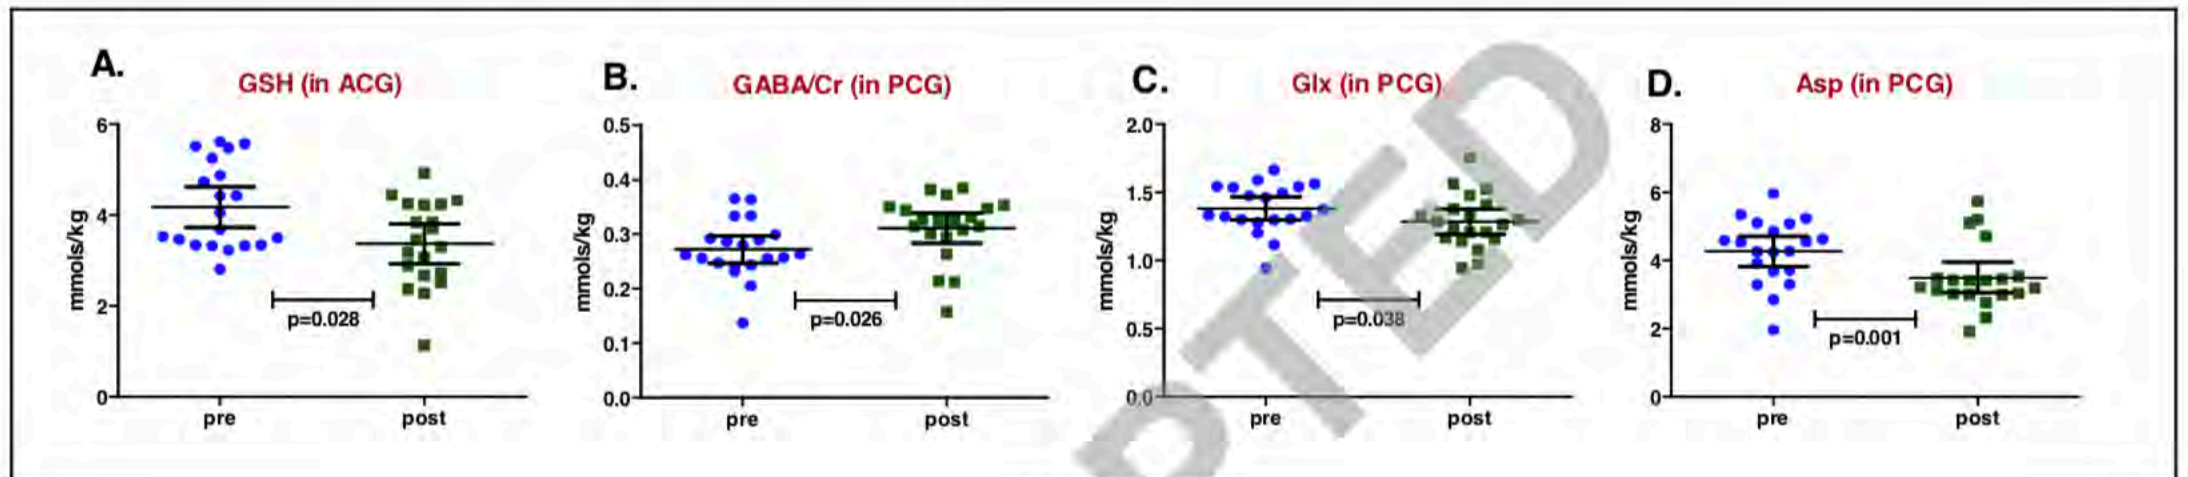 A.
GSH (in ACG)
mmols/kg
6
4
2
0
p=0.028
pre
post
B.
GABA/Cr (in PCG)
mmols/kg
0.5
0.4
0.3
0.2
0.1
0.0
p=0.026
pre
post
C.
Glx (in PCG)
mmols/kg
2.0
1.5
1.0
0.5
0.0
p=0.038
pre
post
D.
Asp (in PCG)
mmols/kg
8
6
4
2
0
p=0.001
pre
post
PTED